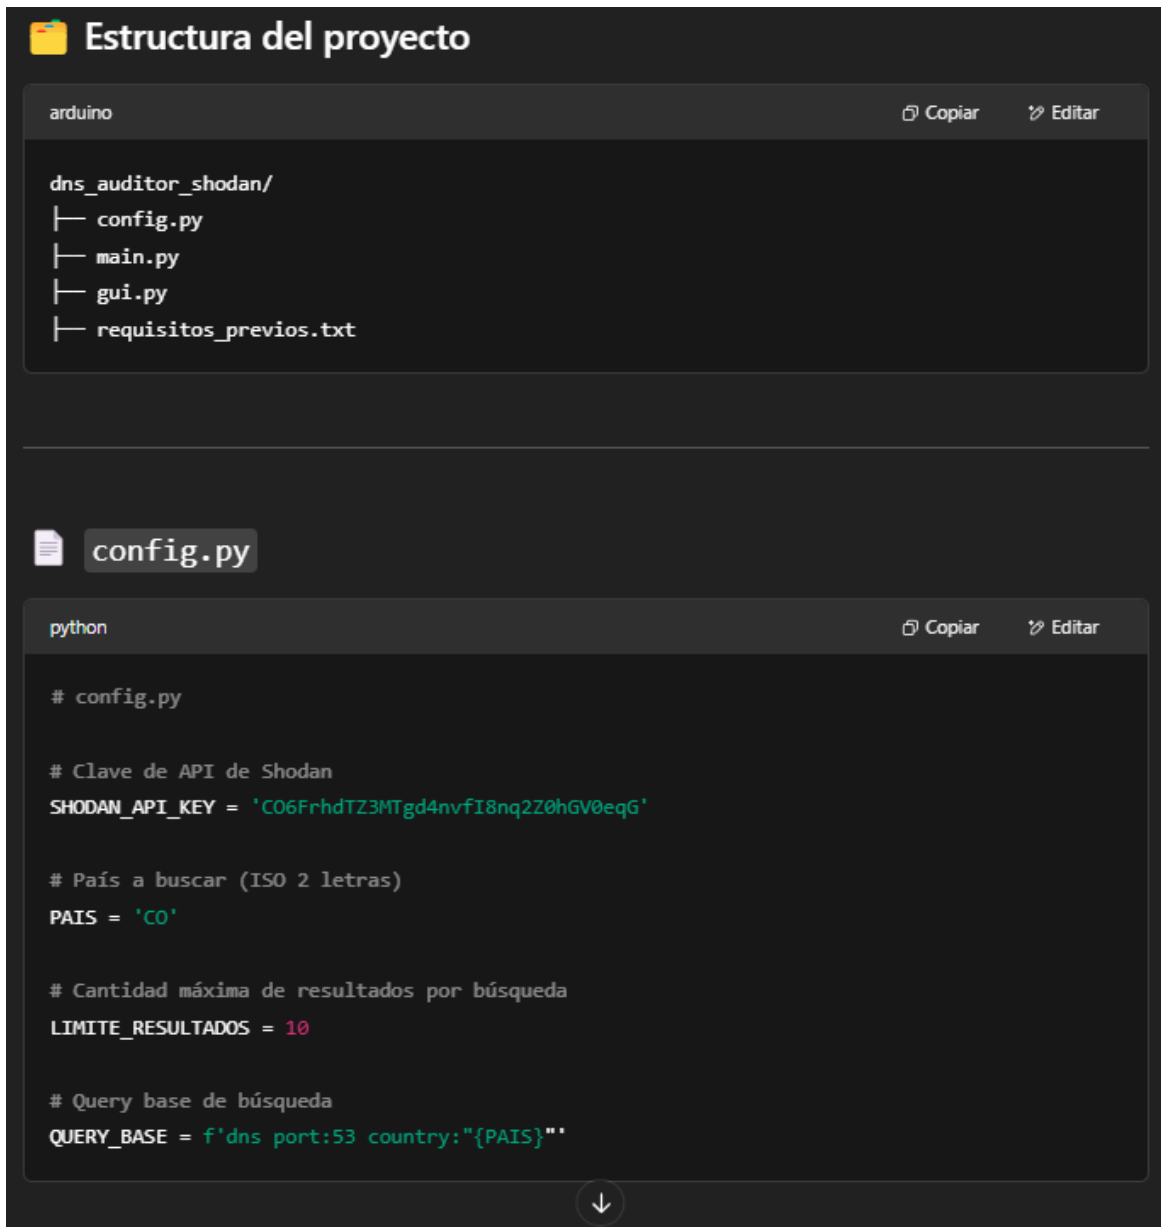 Estructura del proyecto
arduino
Copiar
Editar
dns_auditor_shodan/
├── config.py
├── main.py
├── gui.py
├── requisitos_previos.txt
config.py
python
Copiar
Editar
# config.py
# Clave de API de Shodan
SHODAN_API_KEY = 'CO6FrhdTZ3MTgd4nvfI8nq2Z0hGV0eqG'
# País a buscar (ISO 2 letras)
PAIS = 'CO'
# Cantidad máxima de resultados por búsqueda
LIMITE_RESULTADOS = 10
# Query base de búsqueda
QUERY_BASE = f'dns port:53 country:"{PAIS}"'